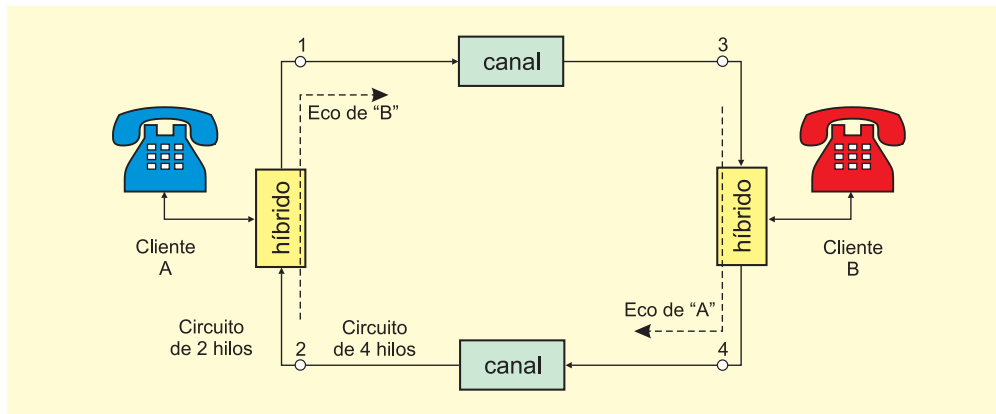 1
canal
3
Eco de “B”
híbrido
híbrido
Cliente
A
Cliente
B
Eco de “A”
Circuito
de 2 hilos
Circuito
de 4 hilos
2
canal
4